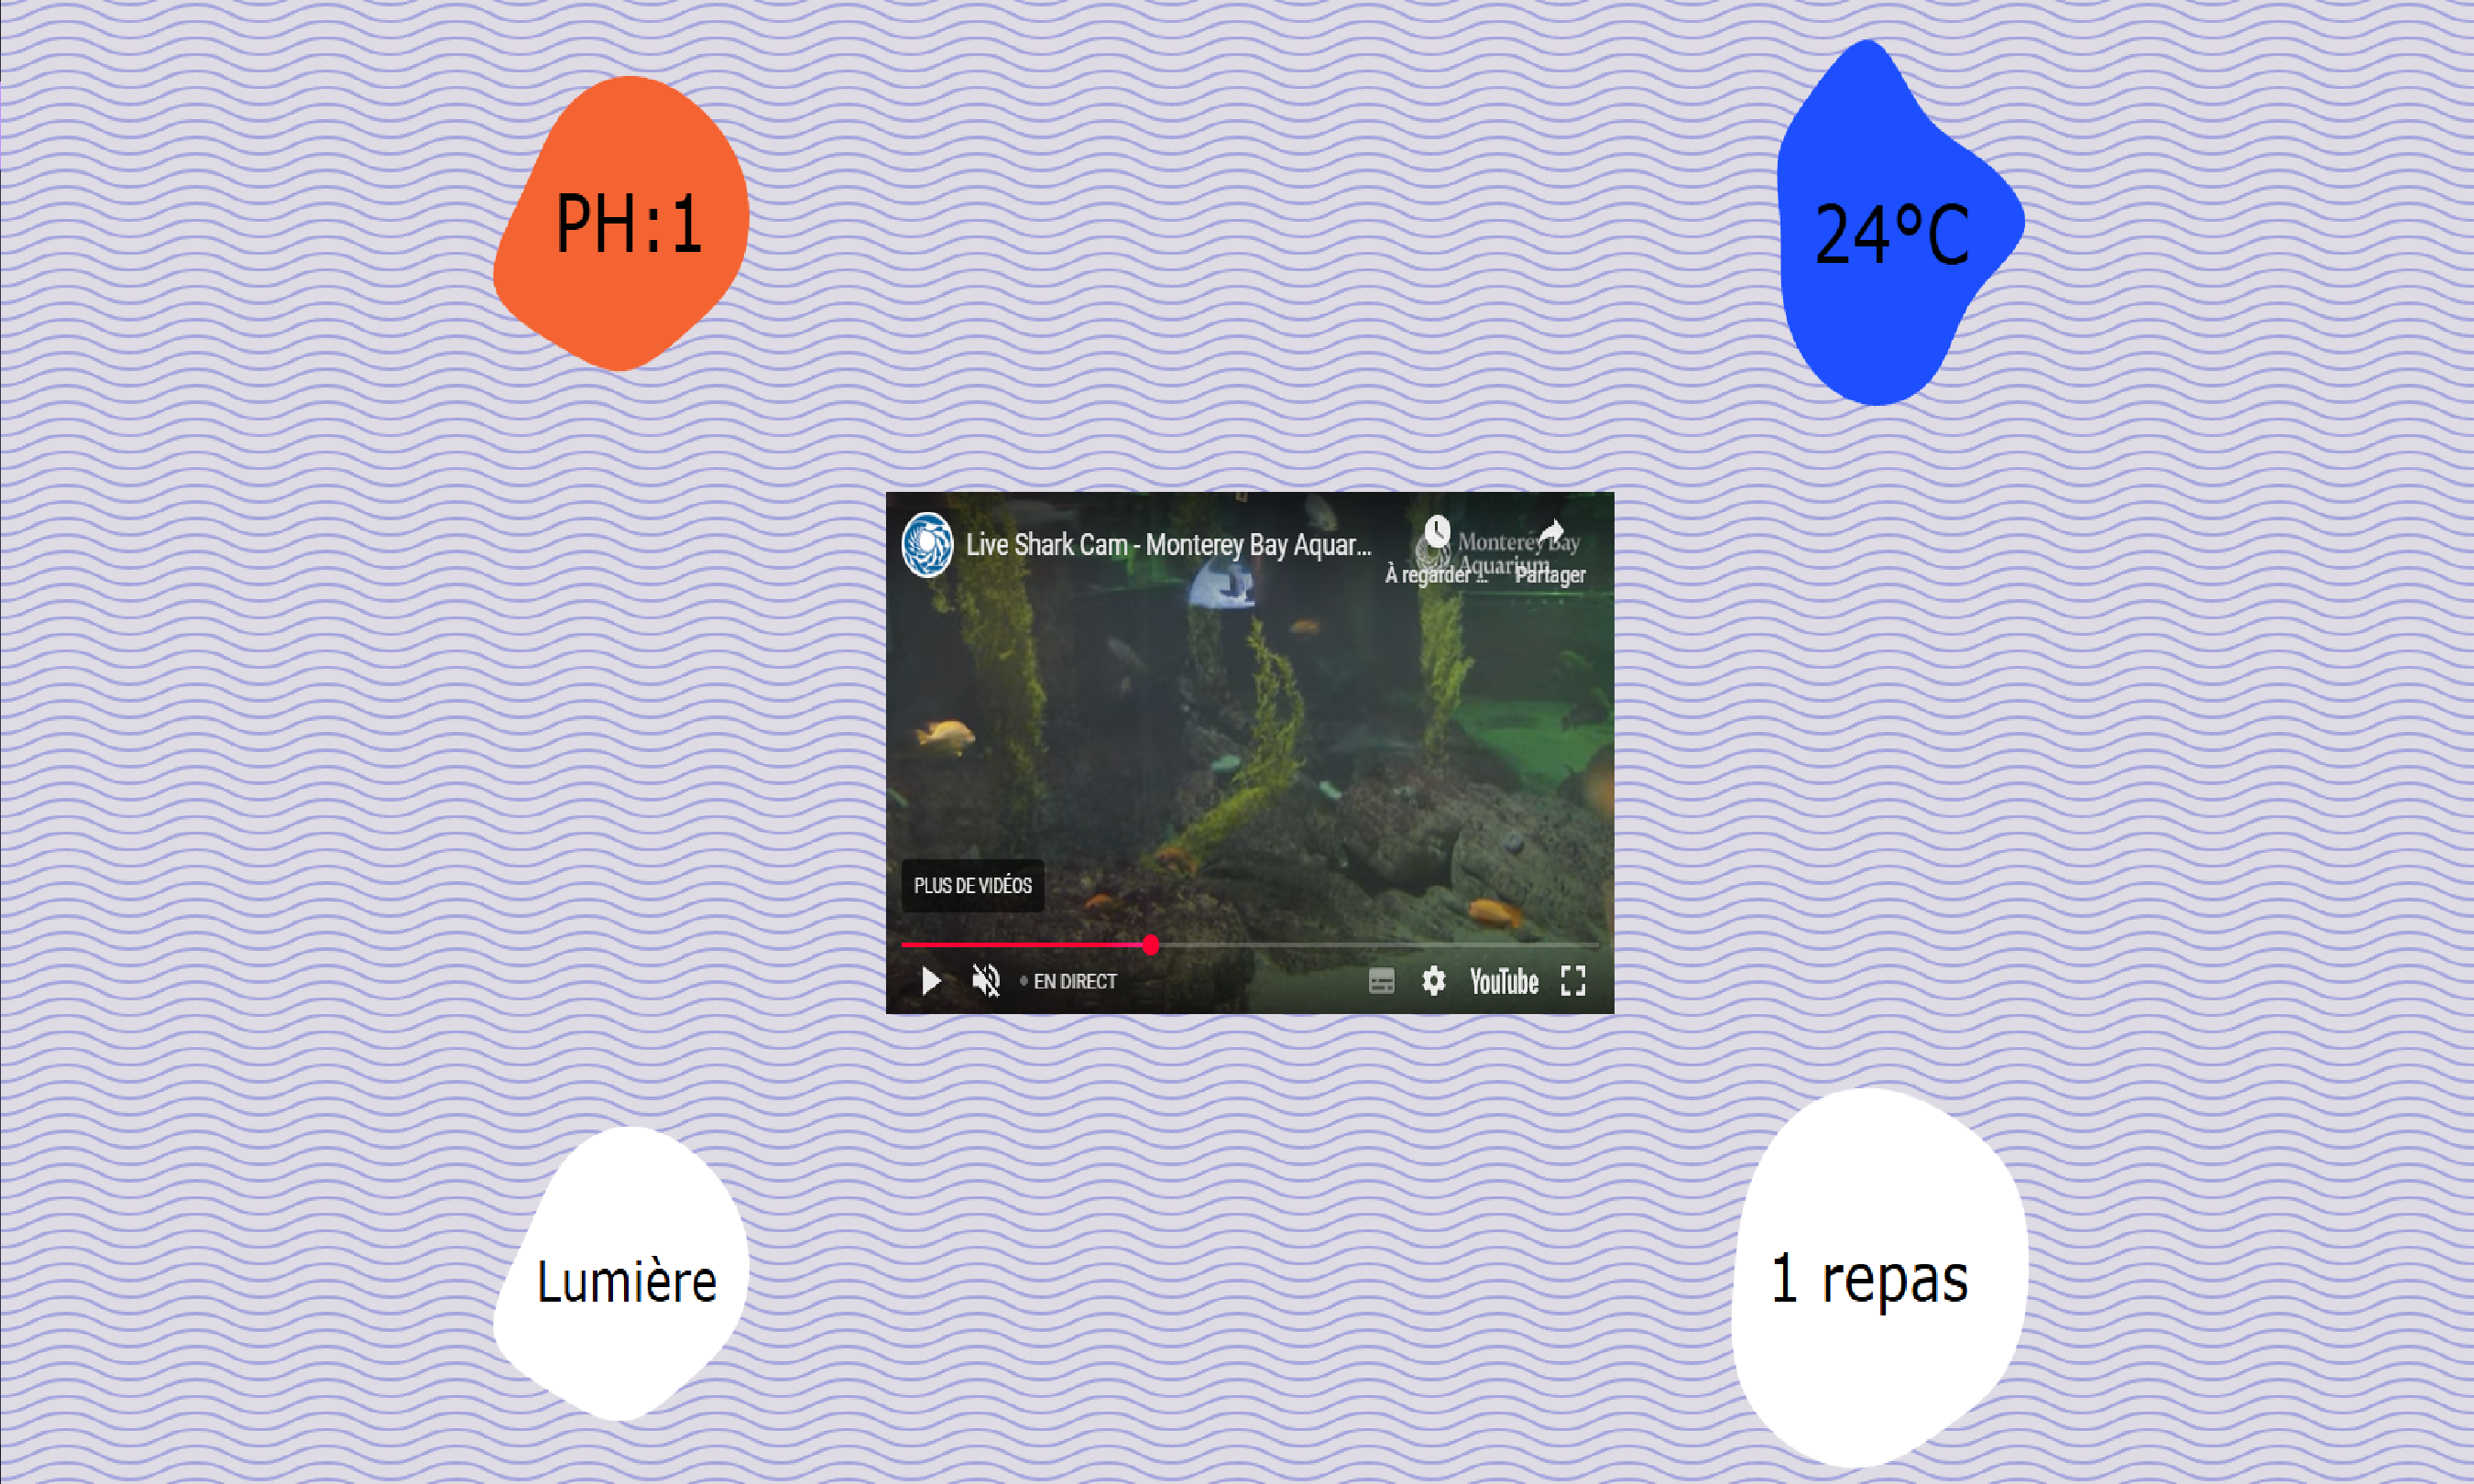 PH:1
24°C
Live Shark Cam - Monterey Bay Aquar...
Monterey Bay
Aquarium
À regarder ...
Partager
PLUS DE VIDÉOS
EN DIRECT
YouTube
Lumière
1 repas